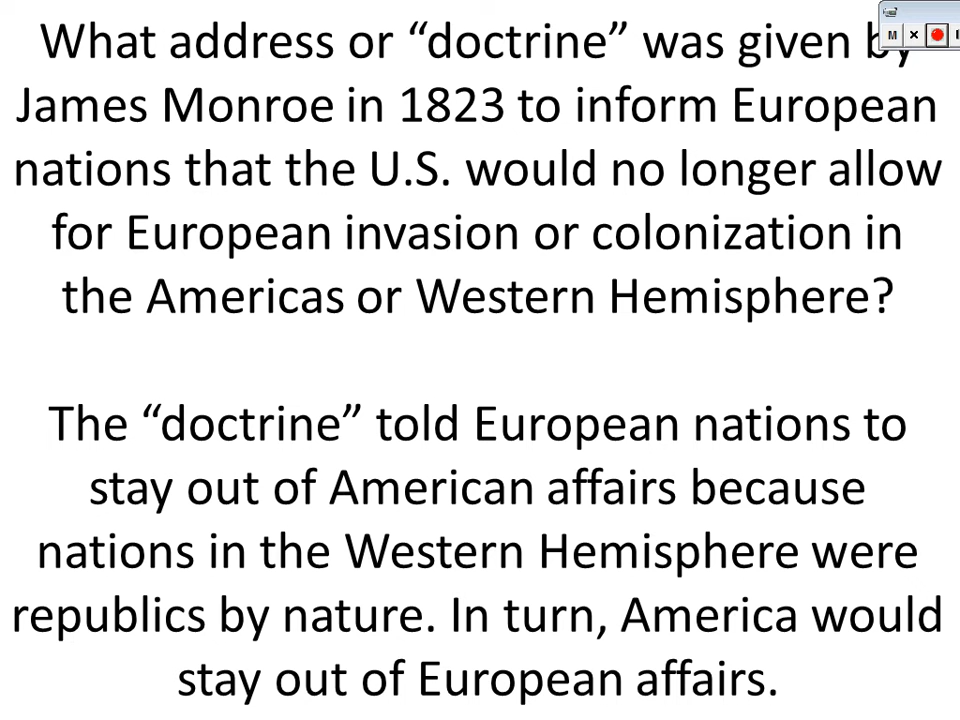 What address or “doctrine” was given by
James Monroe in 1823 to inform European
nations that the U.S. would no longer allow
for European invasion or colonization in
the Americas or Western Hemisphere?
The “doctrine” told European nations to
stay out of American affairs because
nations in the Western Hemisphere were
republics by nature. In turn, America would
stay out of European affairs.
M